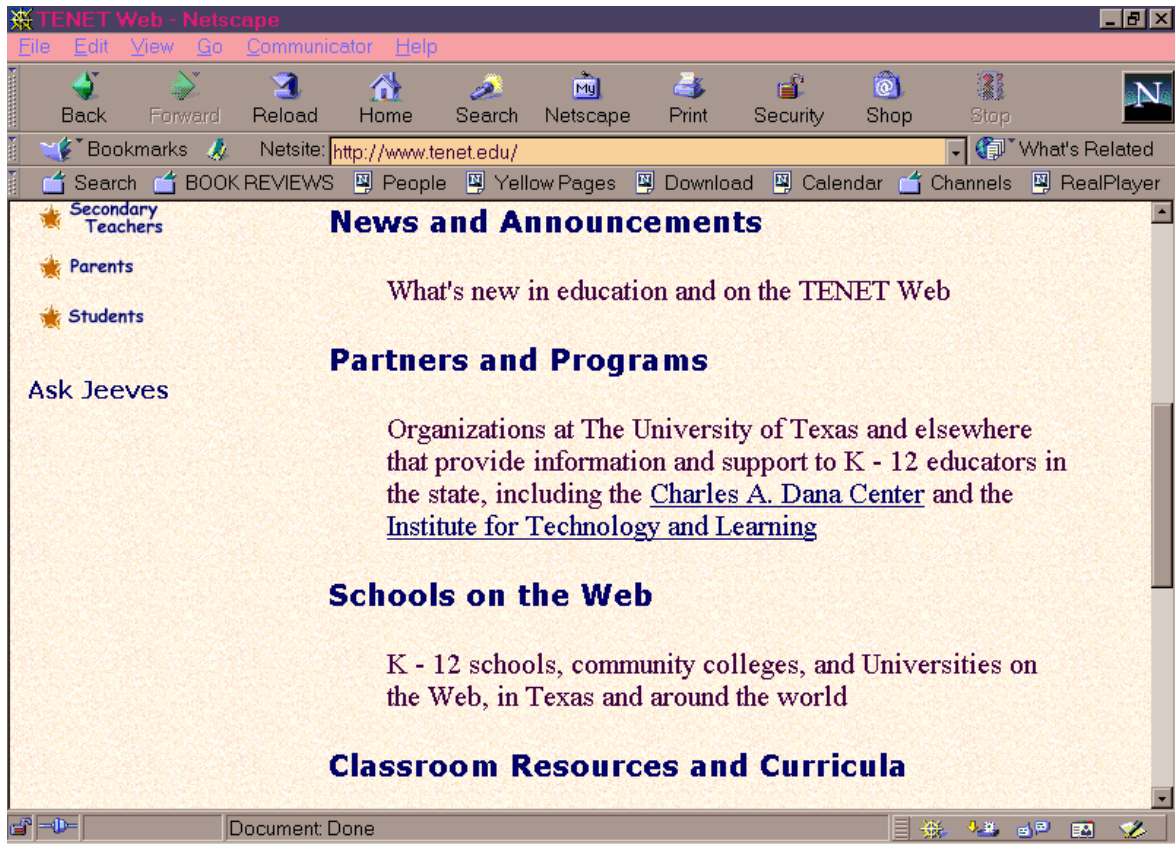 TENET Web - Netscape
File Edit View Go Communicator Help
My
N
Back Forward Reload Home Search Netscape Print Security Shop Stop
Bookmarks Netsite: http://www.tenet.edu/ What's Related
Search BOOK REVIEWS People Yellow Pages Download Calendar Channels RealPlayer
Secondary
Teachers
Parents
Students
Ask Jeeves
News and Announcements
What's new in education and on the TENET Web
Partners and Programs
Organizations at The University of Texas and elsewhere
that provide information and support to K - 12 educators in
the state, including the Charles A. Dana Center and the
Institute for Technology and Learning
Schools on the Web
K - 12 schools, community colleges, and Universities on
the Web, in Texas and around the world
Classroom Resources and Curricula
Document: Done